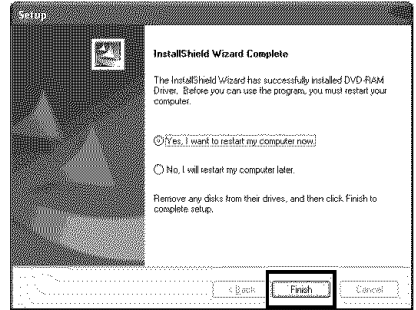 Setup
InstallShield Wizard Complete
The InstallShield Wizard has successfully installed DVD-RAM
Driver. Before you can use the program, you must restart your
computer.
Yes, I want to restart my computer now.
No, I will restart my computer later.
Remove any disks from their drives, and then click Finish to
complete setup.
< Back Finish Cancel